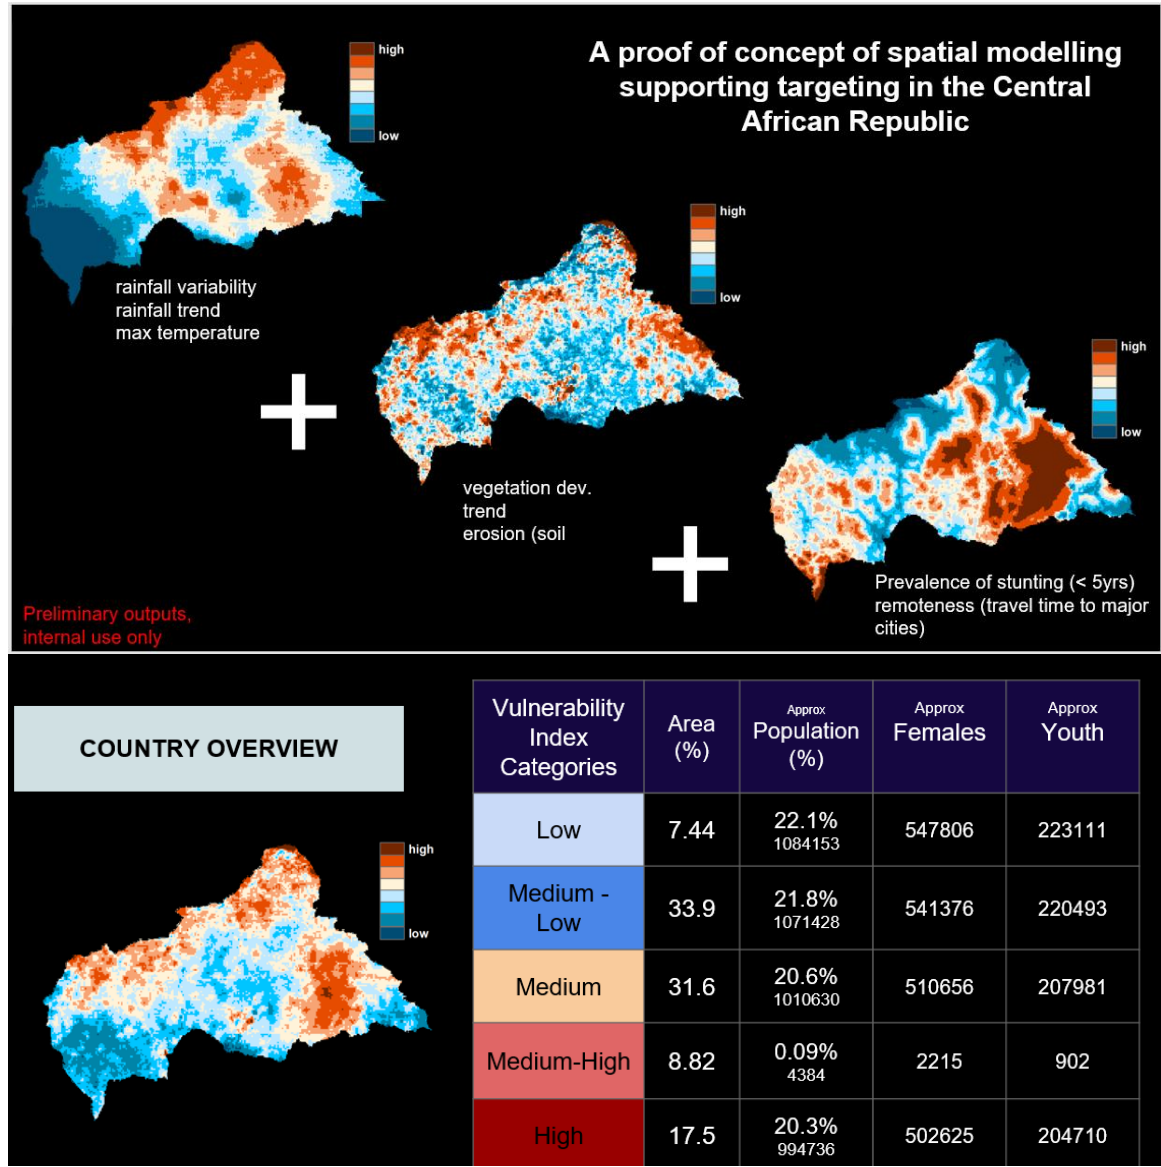 A proof of concept of spatial modelling
supporting targeting in the Central
African Republic
high
low
rainfall variability
rainfall trend
max temperature
high
low
vegetation dev.
trend
erosion (soil
high
low
Prevalence of stunting (< 5yrs)
remoteness (travel time to major
cities)
Preliminary outputs,
internal use only
COUNTRY OVERVIEW
high
low
Vulnerability
Index
Categories
Area
(%)
Approx
Population
(%)
Approx
Females
Approx
Youth
Low
7.44
22.1%
1084153
547806
223111
Medium -
Low
33.9
21.8%
1071428
541376
220493
Medium
31.6
20.6%
1010630
510656
207981
Medium-High
8.82
0.09%
4384
2215
902
High
17.5
20.3%
994736
502625
204710